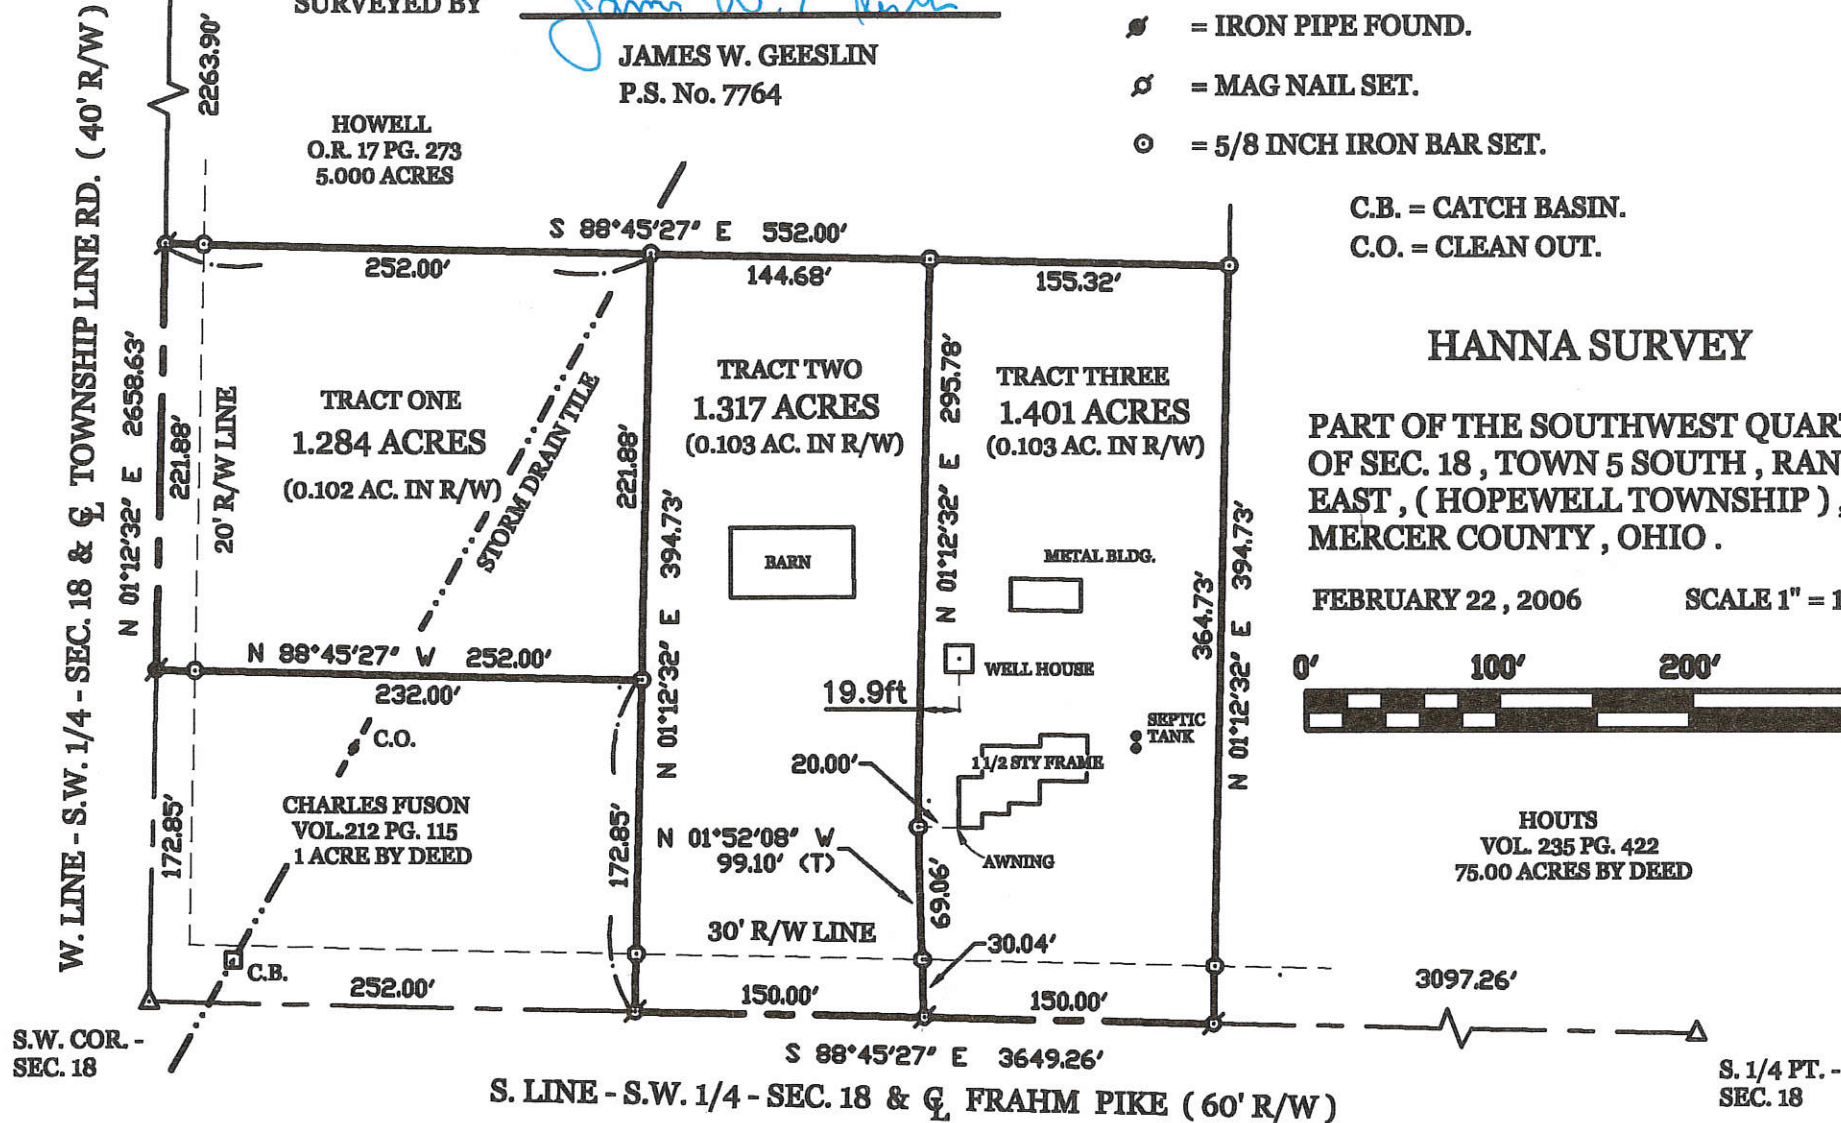 SURVEYED BY
JAMES W. GEESLIN
P.S. No. 7764
= IRON PIPE FOUND.
= MAG NAIL SET.
= 5/8 INCH IRON BAR SET.
C.B. = CATCH BASIN.
C.O. = CLEAN OUT.
HANNA SURVEY
PART OF THE SOUTHWEST
OF SEC. 18 , TOWN 5 SOUTH ,
EAST , ( HOPEWELL TOWNSHIP ) ,
MERCER COUNTY , OHIO .
FEBRUARY 22 , 2006 SCALE 1" =
0' 100' 200'
HOUTS
VOL. 235 PG. 422
75.00 ACRES BY DEED
W. LINE - S.W. 1/4 - SEC. 18 & ℄ TOWNSHIP LINE RD. ( 40' R/W )
2263.90'
HOWELL
O.R. 17 PG. 273
5.000 ACRES
S 88°45'27" E 552.00'
252.00'
144.68'
155.32'
N 01°12'32" E 2658.63'
221.88'
20' R/W LINE
TRACT ONE
1.284 ACRES
(0.102 AC. IN R/W)
STORM DRAIN TILE
221.88'
N 01°12'32" E 394.73'
TRACT TWO
1.317 ACRES
(0.103 AC. IN R/W)
BARN
N 01°12'32" E 295.78'
TRACT THREE
1.401 ACRES
(0.103 AC. IN R/W)
METAL BLDG.
364.73'
N 01°12'32" E 394.73'
WELL HOUSE
19.9ft
SEPTIC
TANK
1 1/2 STY FRAME
20.00'
AWNING
N 88°45'27" W 252.00'
232.00'
C.O.
CHARLES FUSON
VOL.212 PG. 115
1 ACRE BY DEED
172.85'
172.85'
N 01°52'08" W
99.10' (T)
69.06'
30' R/W LINE
30.04'
C.B.
252.00'
150.00'
150.00'
3097.26'
S.W. COR. -
SEC. 18
S 88°45'27" E 3649.26'
S. LINE - S.W. 1/4 - SEC. 18 & ℄ FRAHM PIKE ( 60' R/W )
S. 1/4 PT. -
SEC. 18